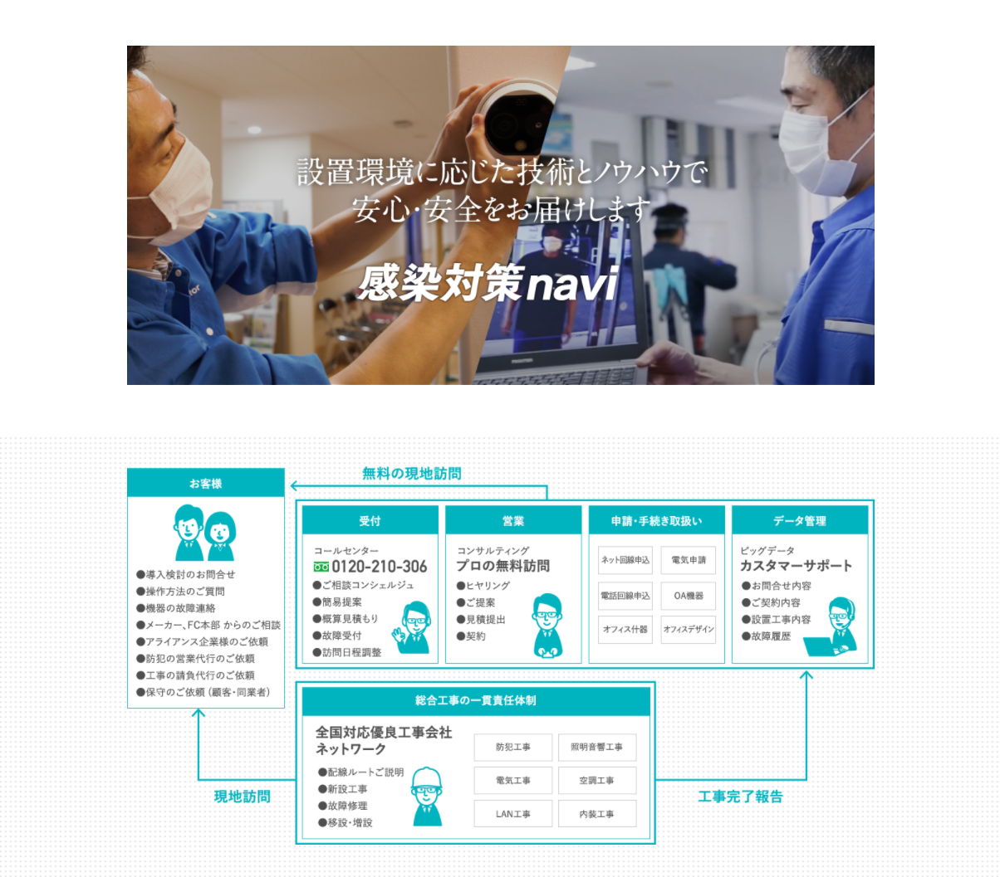 設置環境に応じた技術とノウハウで
安心・安全をお届けします
感染対策navi
無料の現地訪問
お客様
●導入検討のお問合せ
●操作方法のご質問
●機器の故障連絡
●メーカー、FC本部 からのご相談
●アライアンス企業様のご依頼
●防犯の営業代行のご依頼
●工事の請負代行のご依頼
●保守のご依頼（顧客・同業者）
受付
コールセンター
0120-210-306
●ご相談コンシェルジュ
●簡易提案
●概算見積もり
●故障受付
●訪問日程調整
営業
コンサルティング
プロの無料訪問
●ヒヤリング
●ご提案
●見積提出
●契約
申請・手続き取扱い
ネット回線申込
電気申請
電話回線申込
OA機器
オフィス什器
オフィスデザイン
データ管理
ビッグデータ
カスタマーサポート
●お問合せ内容
●ご契約内容
●設置工事内容
●故障履歴
総合工事の一貫責任体制
全国対応優良工事会社
ネットワーク
●配線ルートご説明
●新設工事
●故障修理
●移設・増設
防犯工事
照明音響工事
電気工事
空調工事
LAN工事
内装工事
現地訪問
工事完了報告